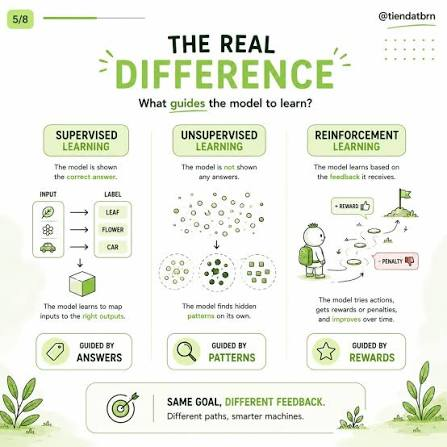 5/8
@tiendatbrn
THE REAL
DIFFERENCE
What guides the model to learn?
SUPERVISED
LEARNING
The model is shown
the correct answer.
INPUT
LABEL
LEAF
FLOWER
CAR
The model learns to map
inputs to the right outputs.
GUIDED BY
ANSWERS
UNSUPERVISED
LEARNING
The model is not shown
any answers.
The model finds hidden
patterns on its own.
GUIDED BY
PATTERNS
REINFORCEMENT
LEARNING
The model learns based on
the feedback it receives.
+ REWARD
- PENALTY
The model tries actions,
gets rewards or penalties,
and improves over time.
GUIDED BY
REWARDS
SAME GOAL, DIFFERENT FEEDBACK.
Different paths, smarter machines.